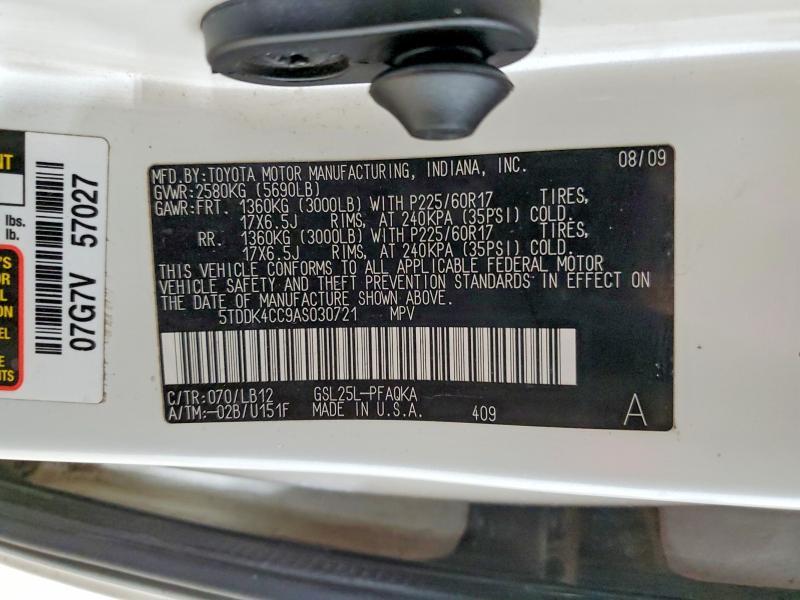 MFD.BY:TOYOTA MOTOR MANUFACTURING, INDIANA, INC. 08/09
GVWR:2580KG (5690LB)
GAWR:FRT. 1360KG (3000LB) WITH P225/60R17 TIRES,
17X6.5J RIMS, AT 240KPA (35PSI) COLD.
RR. 1360KG (3000LB) WITH P225/60R17 TIRES,
17X6.5J RIMS, AT 240KPA (35PSI) COLD.
THIS VEHICLE CONFORMS TO ALL APPLICABLE FEDERAL MOTOR
VEHICLE SAFETY AND THEFT PREVENTION STANDARDS IN EFFECT ON
THE DATE OF MANUFACTURE SHOWN ABOVE.
5TDDK4CC9AS030721 MPV
C/TR:070/LB12 GSL25L-PFAQKA
A/TM:-02B/U151F MADE IN U.S.A. 409 A
07G7V 57027
lbs.
lb.